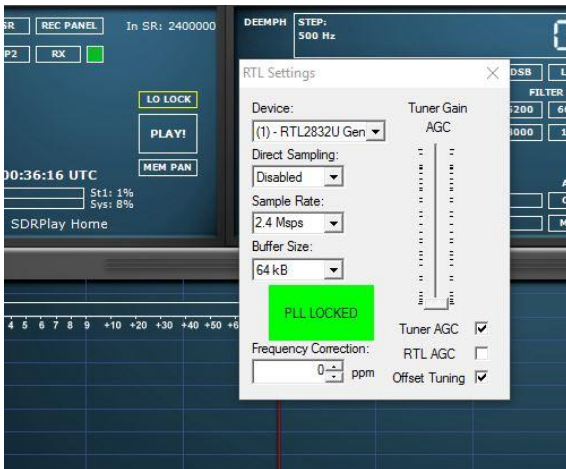 SR REC PANEL In SR: 2400000
P2 RX
LO LOCK
PLAY!
MEM PAN
00:36:16 UTC
St1: 1%
Sys: 8%
SDRPlay Home
4 5 6 7 8 9 +10 +20 +30 +40 +50 +6
DEEMPH STEP:
500 Hz
DSB L
FILTER
5200 60
8000 1
RTL Settings
Device:
(1) - RTL2832U Gen
Direct Sampling:
Disabled
Sample Rate:
2.4 Msps
Buffer Size:
64 kB
PLL LOCKED
Frequency Correction:
0 ppm
Tuner Gain
AGC
Tuner AGC
RTL AGC
Offset Tuning